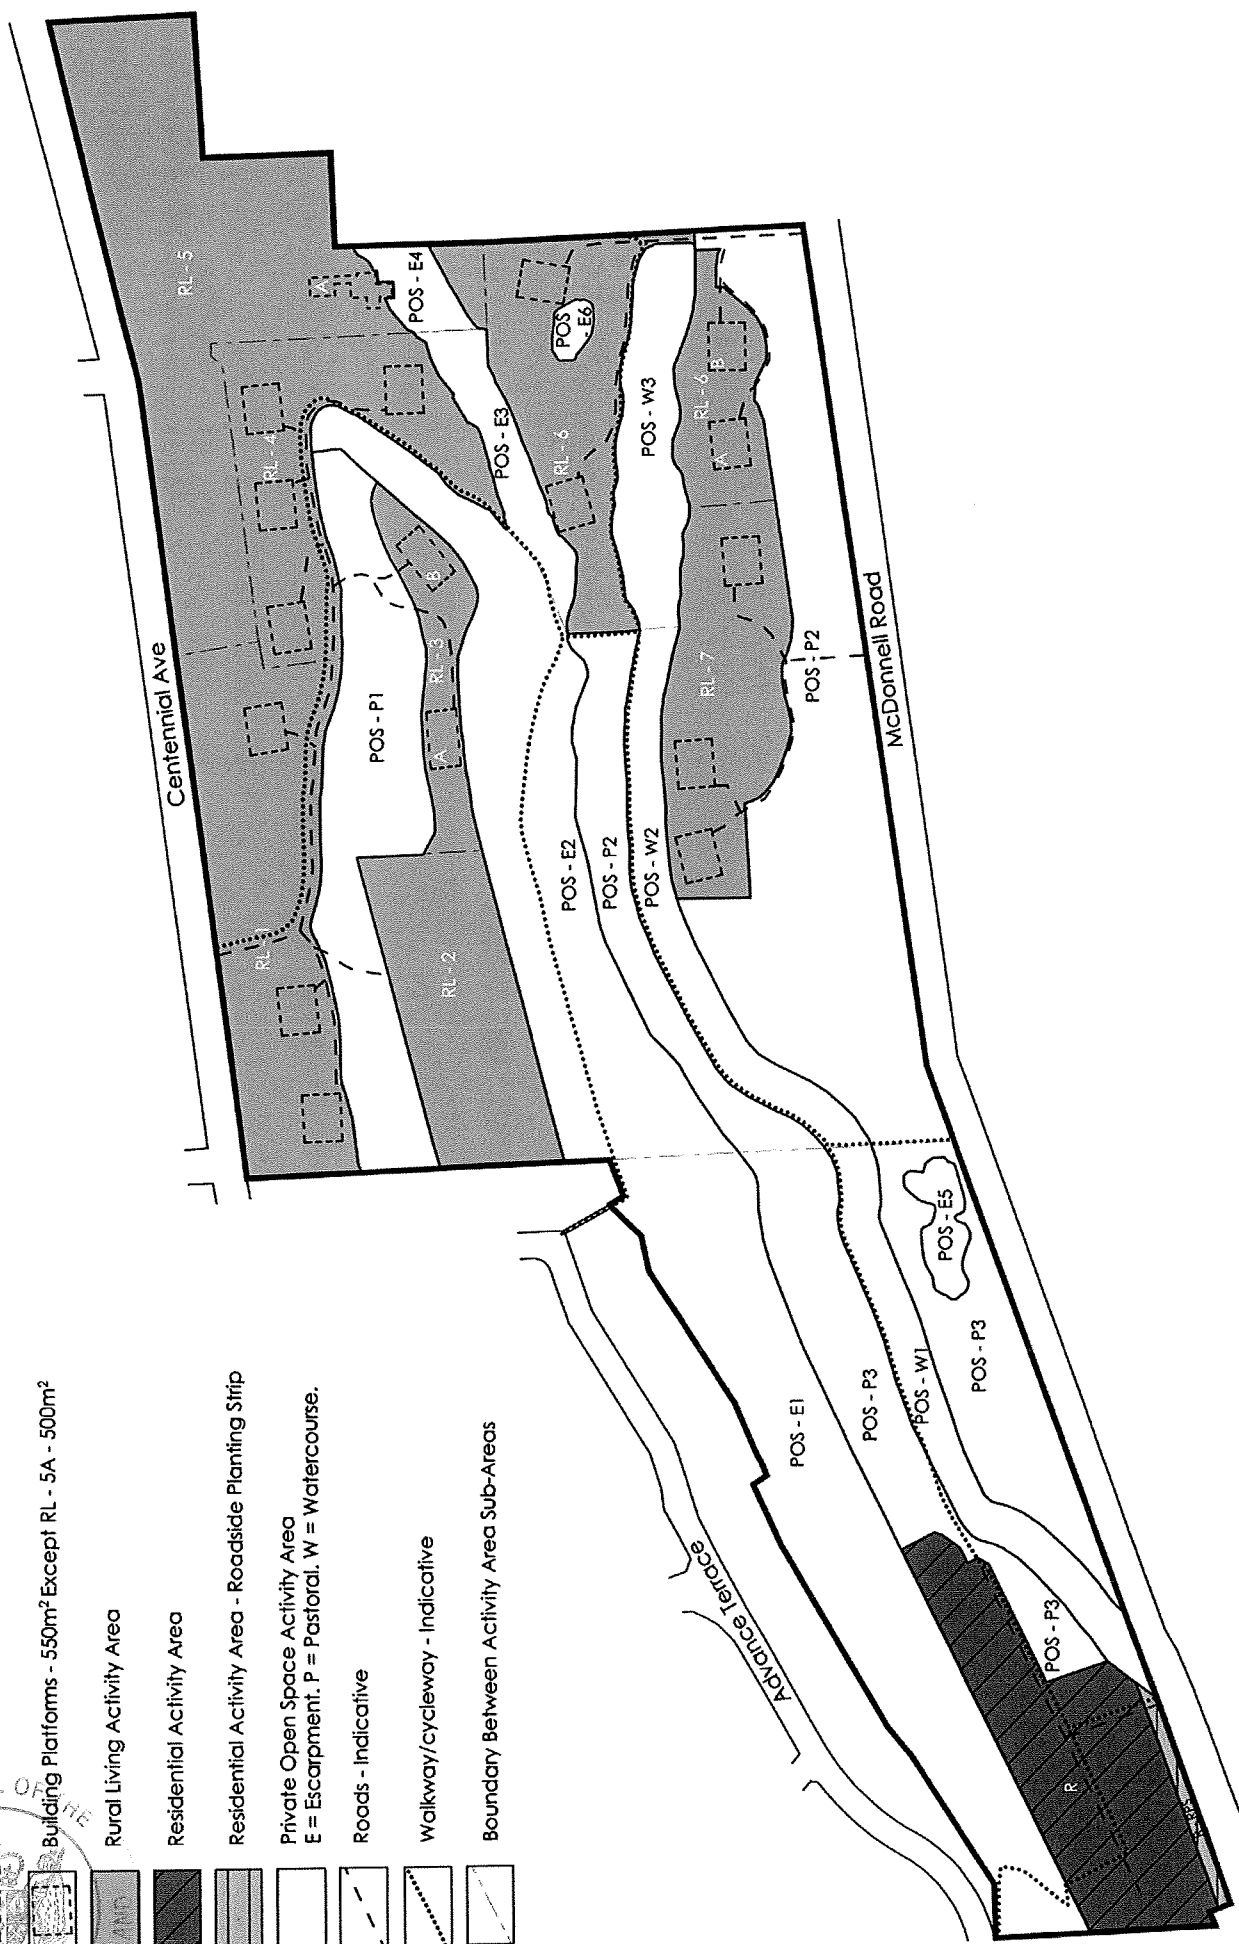 Building Platforms - 550m² Except RL - 5A - 500m²
Rural Living Activity Area
Residential Activity Area
Residential Activity Area - Roadside Planting Strip
Private Open Space Activity Area
E = Escarpment. P = Pastoral. W = Watercourse.
Roads - Indicative
Walkway/cycleway - Indicative
Boundary Between Activity Area Sub-Areas
OF THE
Centennial Ave
McDonnell Road
Advance Terrace
RL - 5
A
POS - E4
POS
- E6
RL - 4
POS - E3
RL - 6
POS - W3
RL - 6
A
B
POS - P1
B
RL - 3
A
RL - 7
POS - P2
POS - E2
POS - P2
POS - W2
RL - 2
POS - E5
POS - P3
POS - W1
POS - P3
POS - E1
POS - P3
R